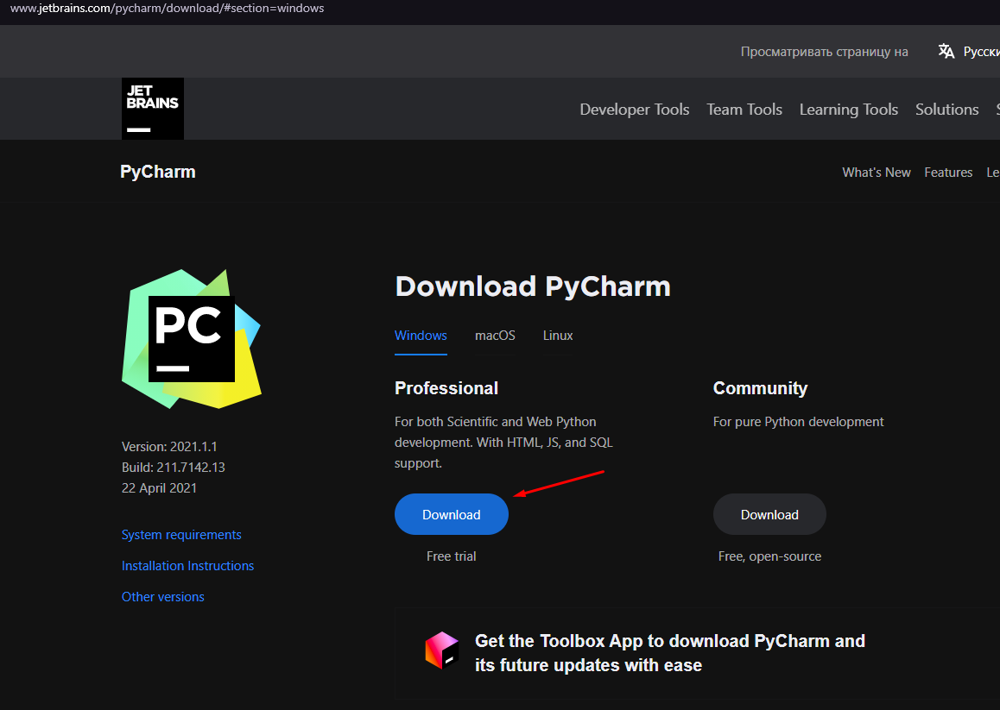 www.jetbrains.com/pycharm/download/#section=windows
Просматривать страницу на
JET
BRAINS
Developer Tools Team Tools Learning Tools Solutions
PyCharm
What's New Features
PC
Version: 2021.1.1
Build: 211.7142.13
22 April 2021
System requirements
Installation Instructions
Other versions
Download PyCharm
Windows macOS Linux
Professional
For both Scientific and Web Python
development. With HTML, JS, and SQL
support.
Download
Free trial
Community
For pure Python development
Download
Free, open-source
Get the Toolbox App to download PyCharm and
its future updates with ease